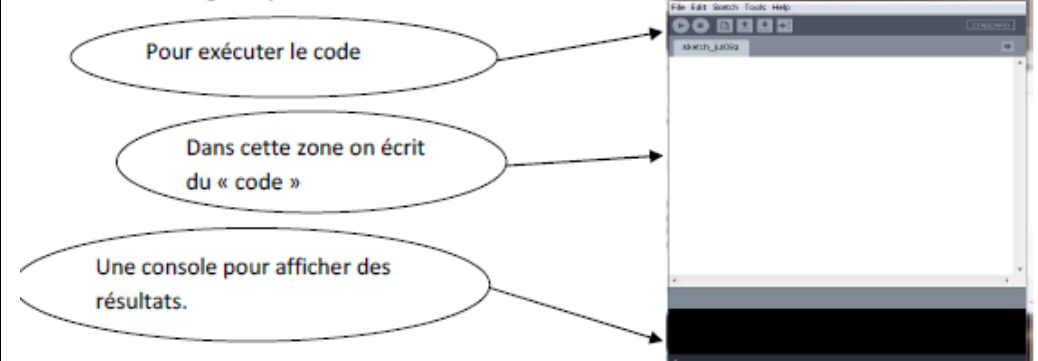 File Edit Sketch Tools Help
STANDARD
Pour exécuter le code
Dans cette zone on écrit
du « code »
Une console pour afficher des
résultats.